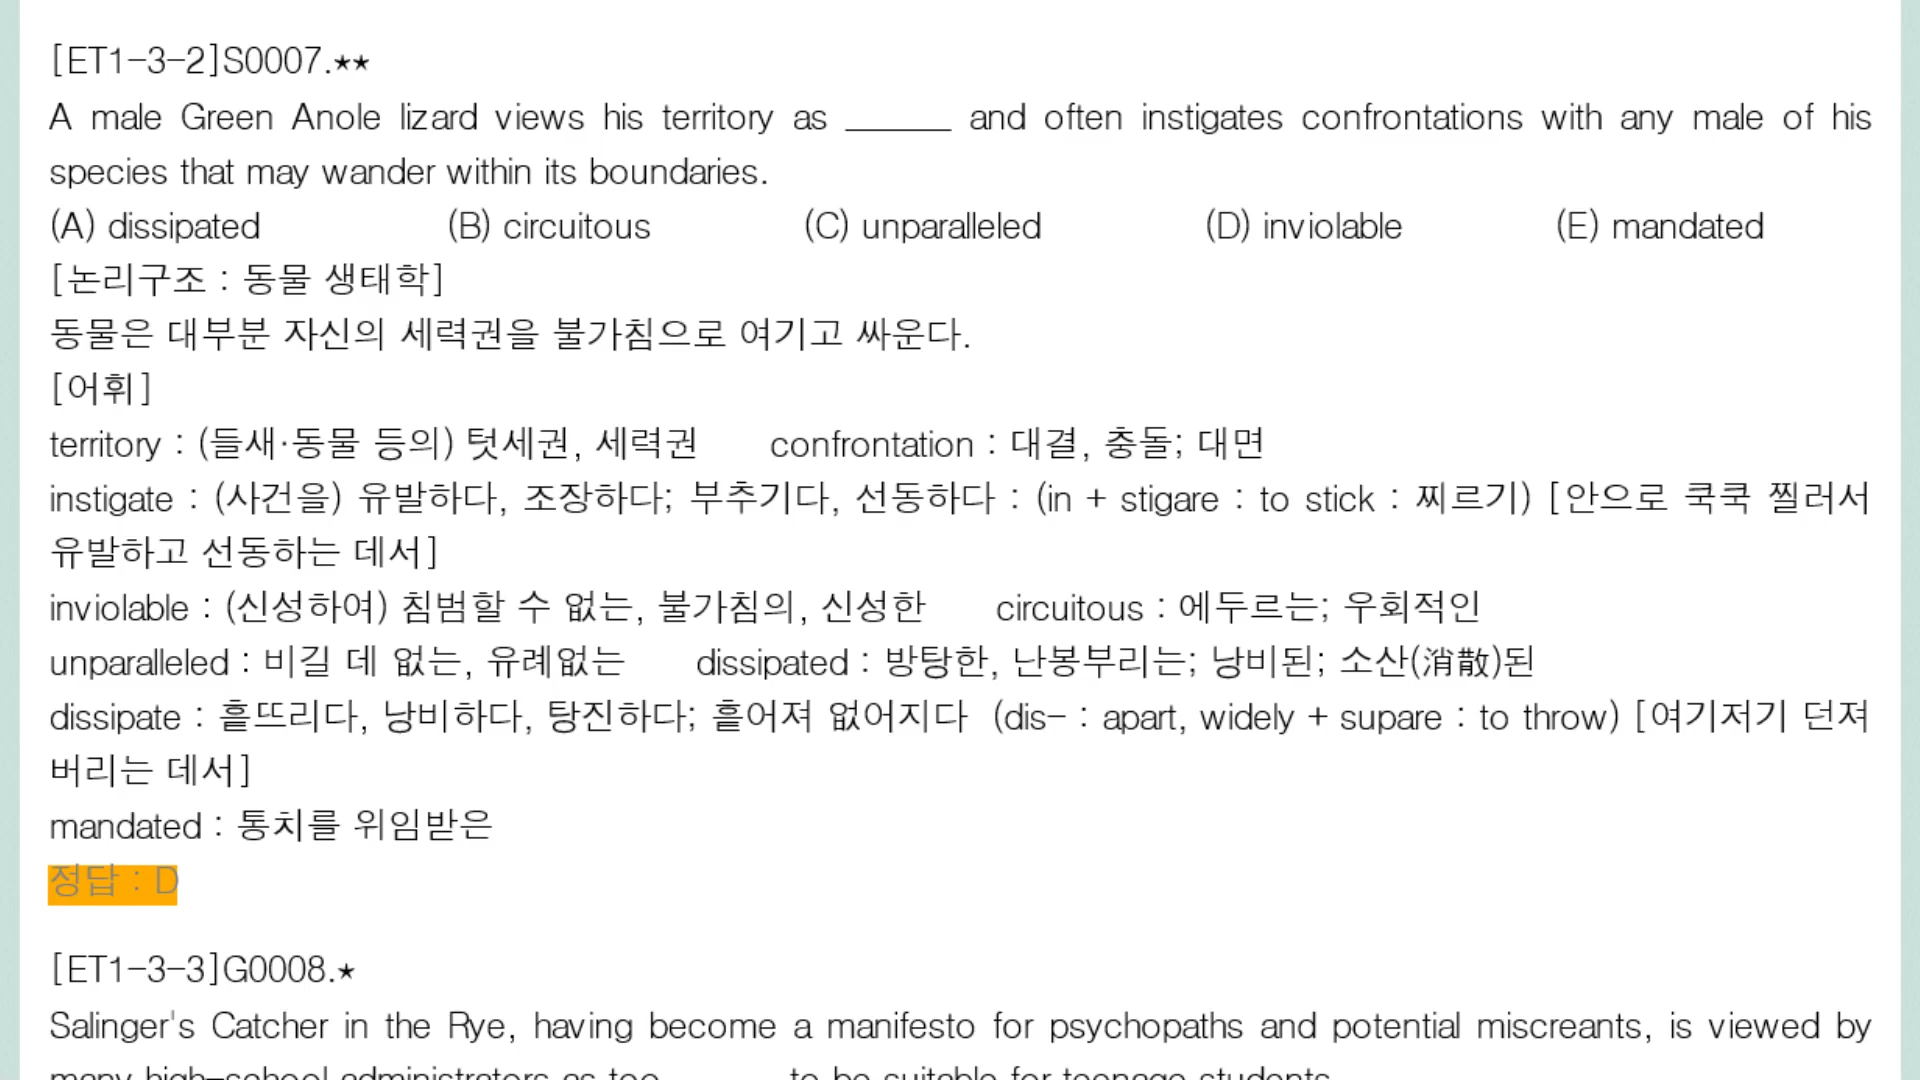 [ET1-3-2]S0007.★★
A male Green Anole lizard views his territory as ______ and often instigates confrontations with any male of his
species that may wander within its boundaries.
(A) dissipated (B) circuitous (C) unparalleled (D) inviolable (E) mandated
[논리구조 : 동물 생태학]
동물은 대부분 자신의 세력권을 불가침으로 여기고 싸운다.
[어휘]
territory : (들새·동물 등의) 텃세권, 세력권 confrontation : 대결, 충돌; 대면
instigate : (사건을) 유발하다, 조장하다; 부추기다, 선동하다 : (in + stigare : to stick : 찌르기) [안으로 쿡쿡 찔러서
유발하고 선동하는 데서]
inviolable : (신성하여) 침범할 수 없는, 불가침의, 신성한 circuitous : 에두르는; 우회적인
unparalleled : 비길 데 없는, 유례없는 dissipated : 방탕한, 난봉부리는; 낭비된; 소산(消散)된
dissipate : 흩뜨리다, 낭비하다, 탕진하다; 흩어져 없어지다 (dis- : apart, widely + supare : to throw) [여기저기 던져
버리는 데서]
mandated : 통치를 위임받은
정답 : D
[ET1-3-3]G0008.★
Salinger's Catcher in the Rye, having become a manifesto for psychopaths and potential miscreants, is viewed by
many high-school administrators as too ______ to be suitable for teenage students.